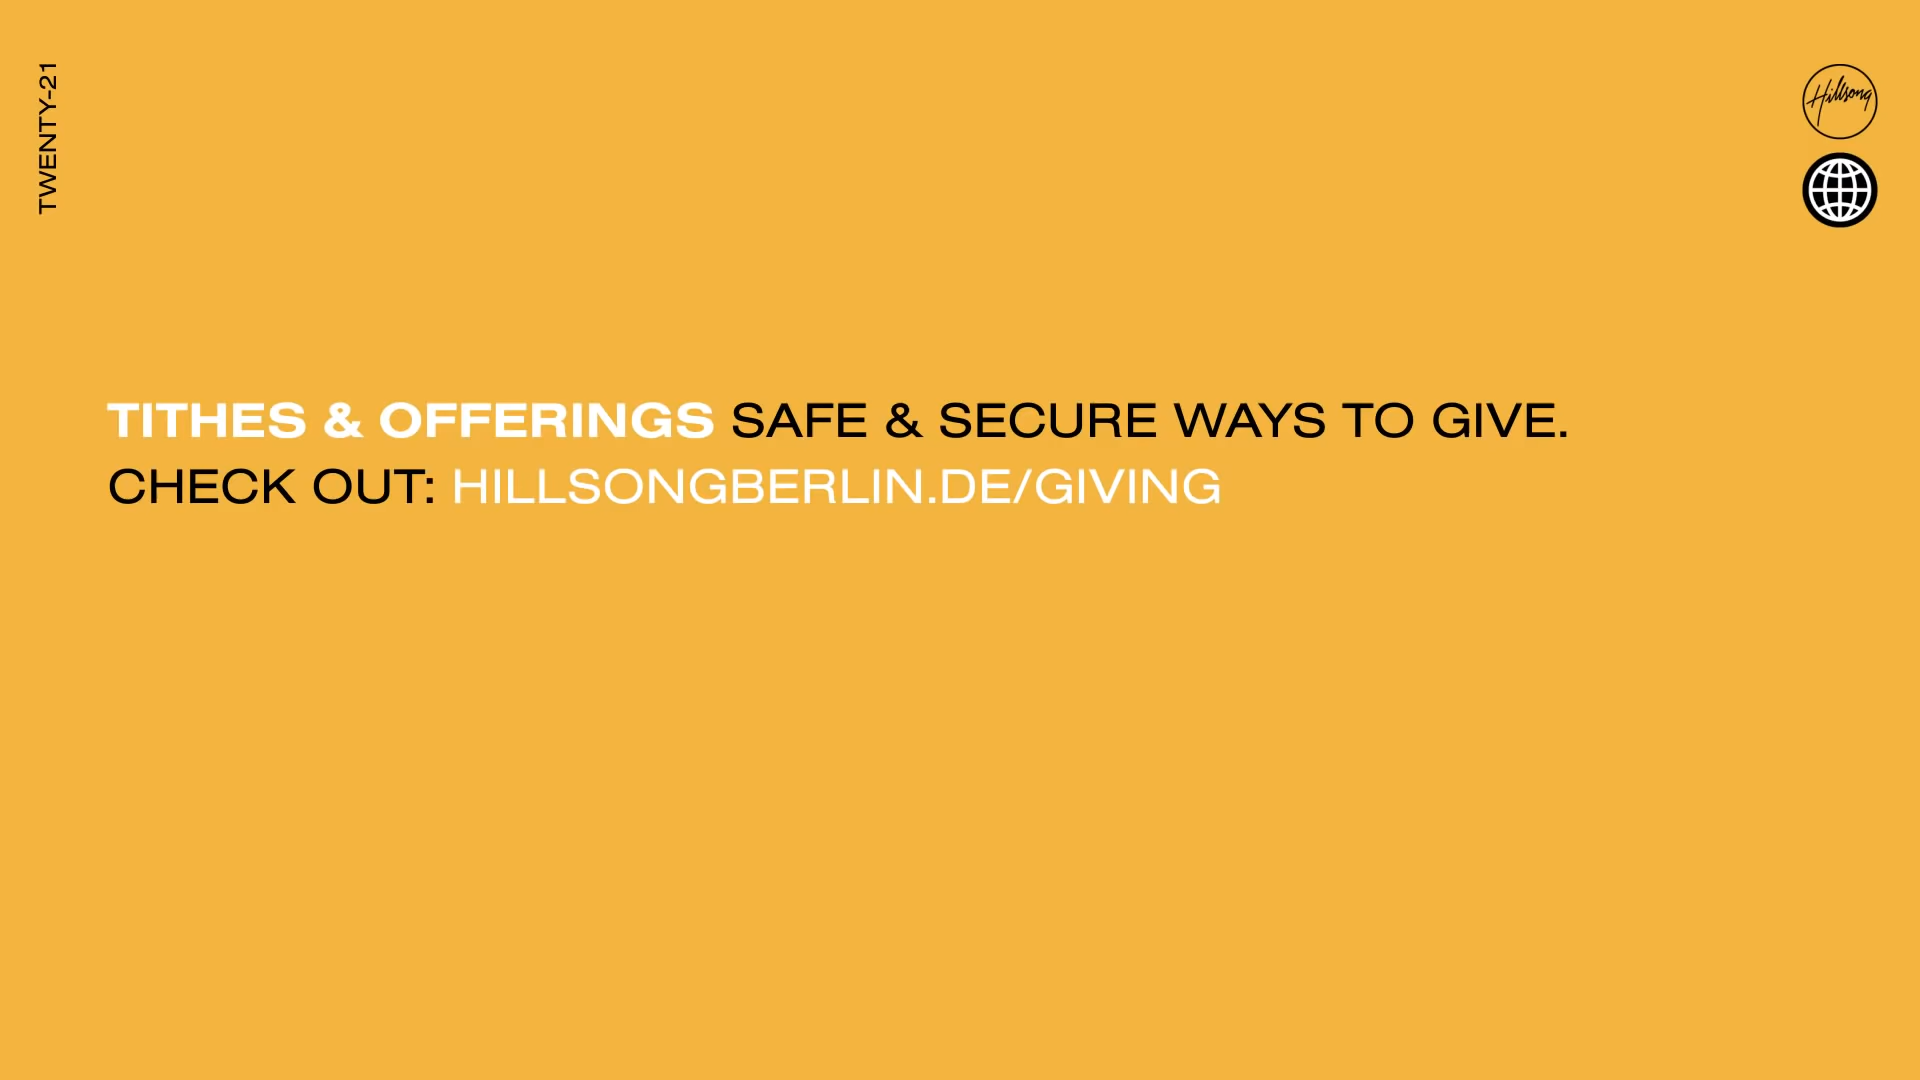 TWENTY-21
Hillsong
TITHES & OFFERINGS SAFE & SECURE WAYS TO GIVE.
CHECK OUT: HILLSONGBERLIN.DE/GIVING